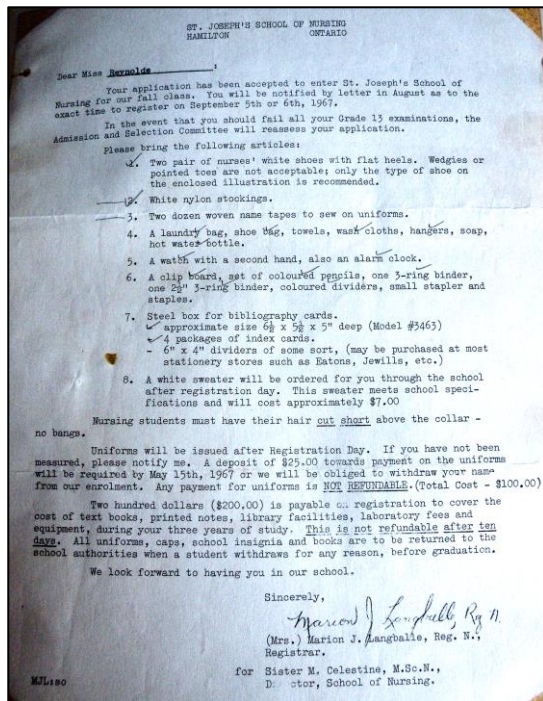 ST. JOSEPH'S SCHOOL OF NURSING
HAMILTON ONTARIO
Dear Miss Reynolds:
Your application has been accepted to enter St. Joseph's School of
Nursing for our fall class. You will be notified by letter in August as to the
exact time to register on September 5th or 6th, 1967.
In the event that you should fail all your Grade 13 examinations, the
Admission and Selection Committee will reassess your application.
Please bring the following articles:
1. Two pair of nurses' white shoes with flat heels. Wedgies or
pointed toes are not acceptable; only the type of shoe on
the enclosed illustration is recommended.
2. White nylon stockings.
3. Two dozen woven name tapes to sew on uniforms.
4. A laundry bag, shoe bag, towels, wash cloths, hangers, soap,
hot water bottle.
5. A watch with a second hand, also an alarm clock.
6. A clip board, set of coloured pencils, one 3-ring binder,
one 2½" 3-ring binder, coloured dividers, small stapler and
staples.
7. Steel box for bibliography cards.
approximate size 6½ x 5½ x 5" deep (Model #3463)
4 packages of index cards.
- 6" x 4" dividers of some sort, (may be purchased at most
stationery stores such as Eatons, Jewills, etc.)
8. A white sweater will be ordered for you through the school
after registration day. This sweater meets school speci-
fications and will cost approximately $7.00
Nursing students must have their hair cut short above the collar -
no bangs.
Uniforms will be issued after Registration Day. If you have not been
measured, please notify me. A deposit of $25.00 towards payment on the uniforms
will be required by May 15th, 1967 or we will be obliged to withdraw your name
from our enrolment. Any payment for uniforms is NOT REFUNDABLE.(Total Cost - $100.00)
Two hundred dollars ($200.00) is payable on registration to cover the
cost of text books, printed notes, library facilities, laboratory fees and
equipment, during your three years of study. This is not refundable after ten
days. All uniforms, caps, school insignia and books are to be returned to the
school authorities when a student withdraws for any reason, before graduation.
We look forward to having you in our school.
Sincerely,
Marion J Langballe, Reg N.
(Mrs.) Marion J. Langballe, Reg. N.,
Registrar.
for Sister M. Celestine, M.Sc.N.,
MJL:so
D ctor, School of Nursing.